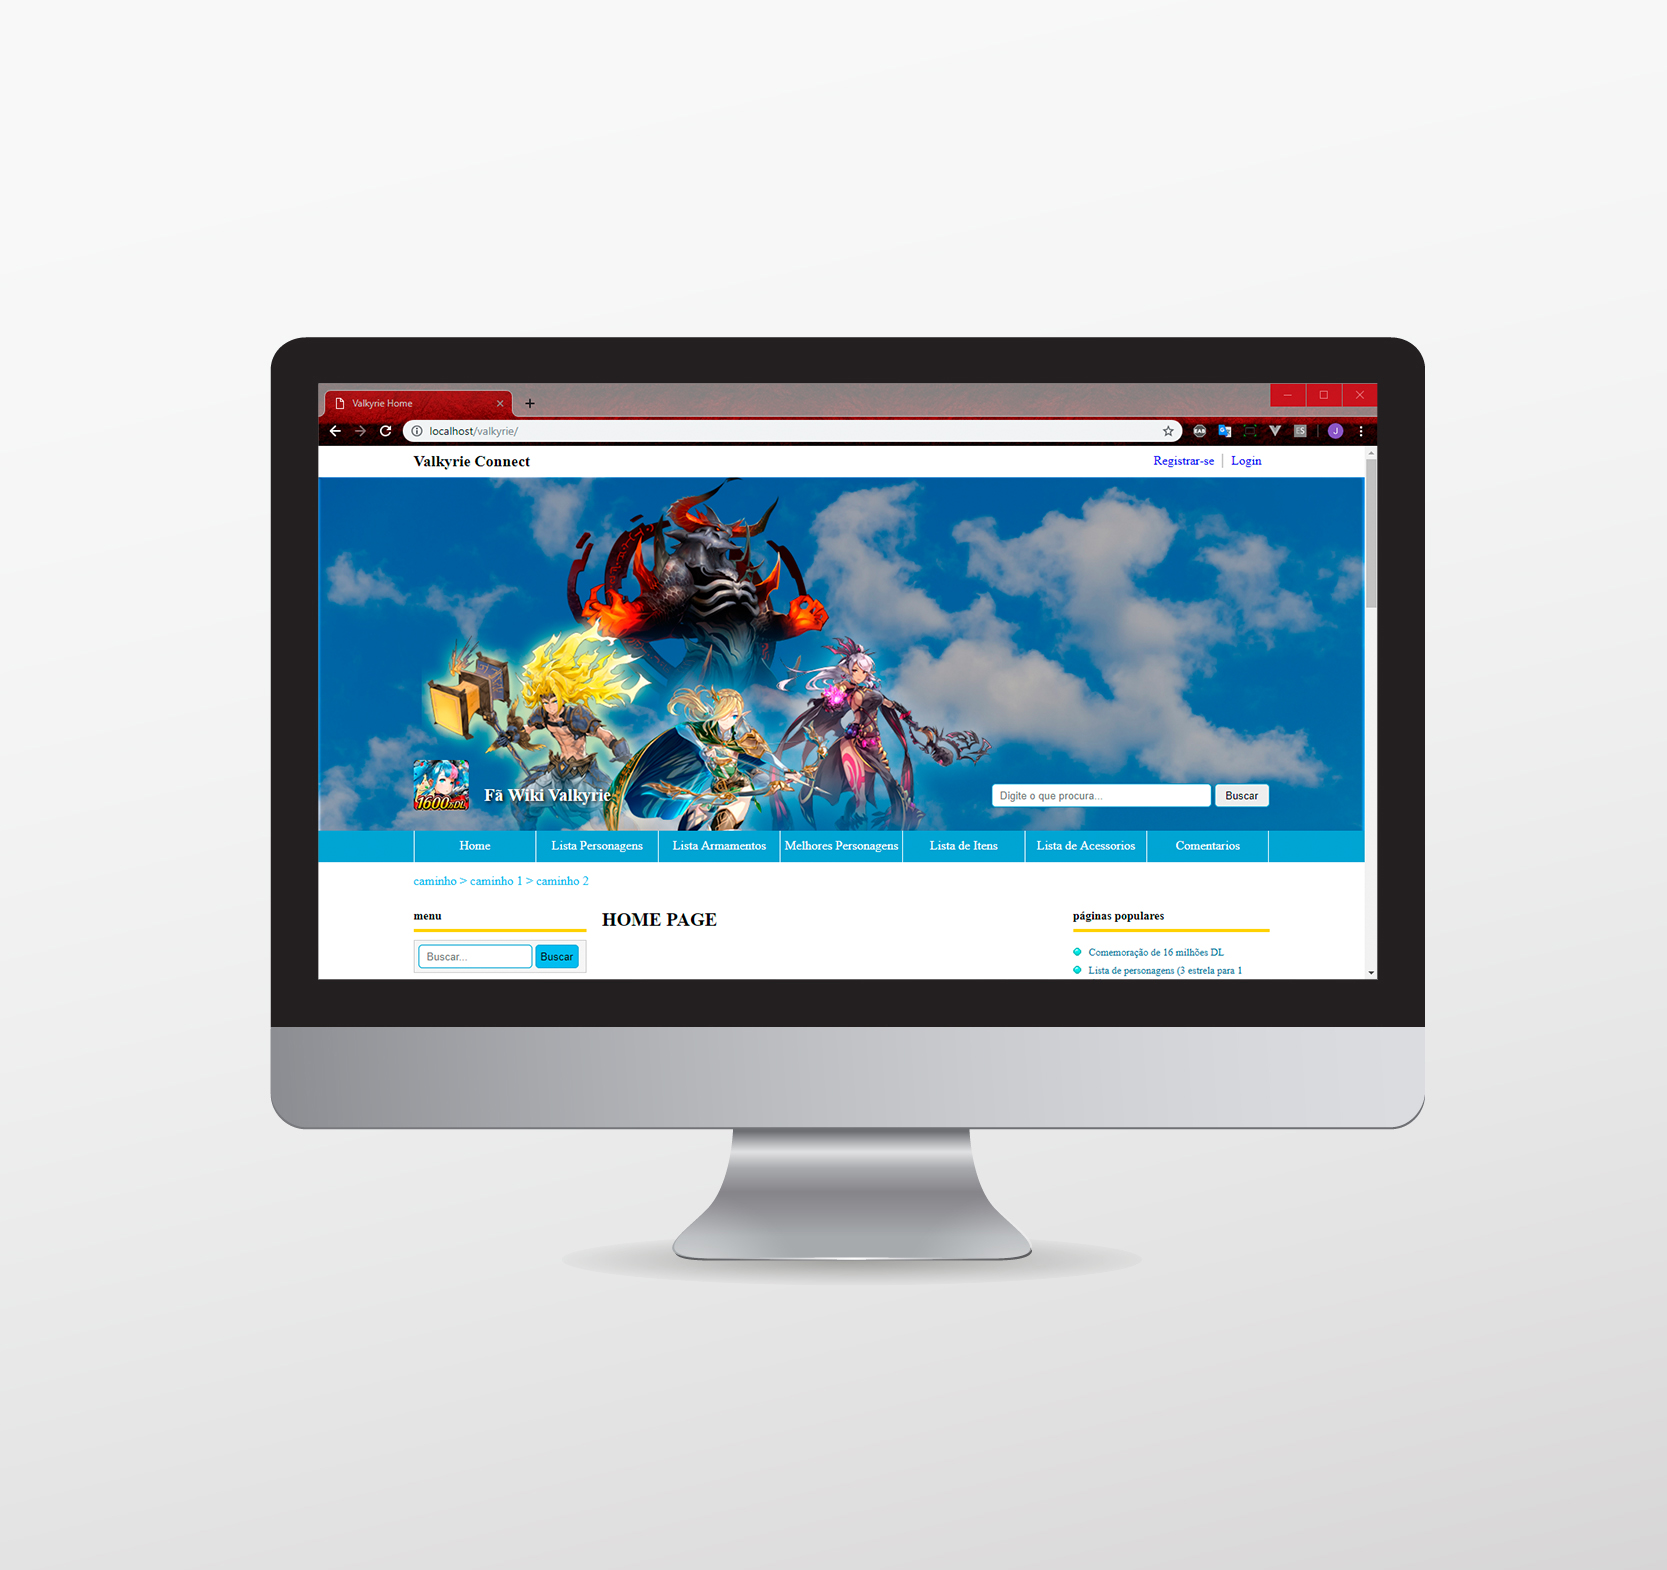 Valkyrie Home
localhost/valkyrie/
Valkyrie Connect
Registrar-se | Login
1600万DL
Fã Wiki Valkyrie
Digite o que procura...
Buscar
Home
Lista Personagens
Lista Armamentos
Melhores Personagens
Lista de Itens
Lista de Acessorios
Comentarios
caminho > caminho 1 > caminho 2
menu
Buscar...
Buscar
HOME PAGE
páginas populares
Comemoração de 16 milhões DL
Lista de personagens (3 estrela para 1